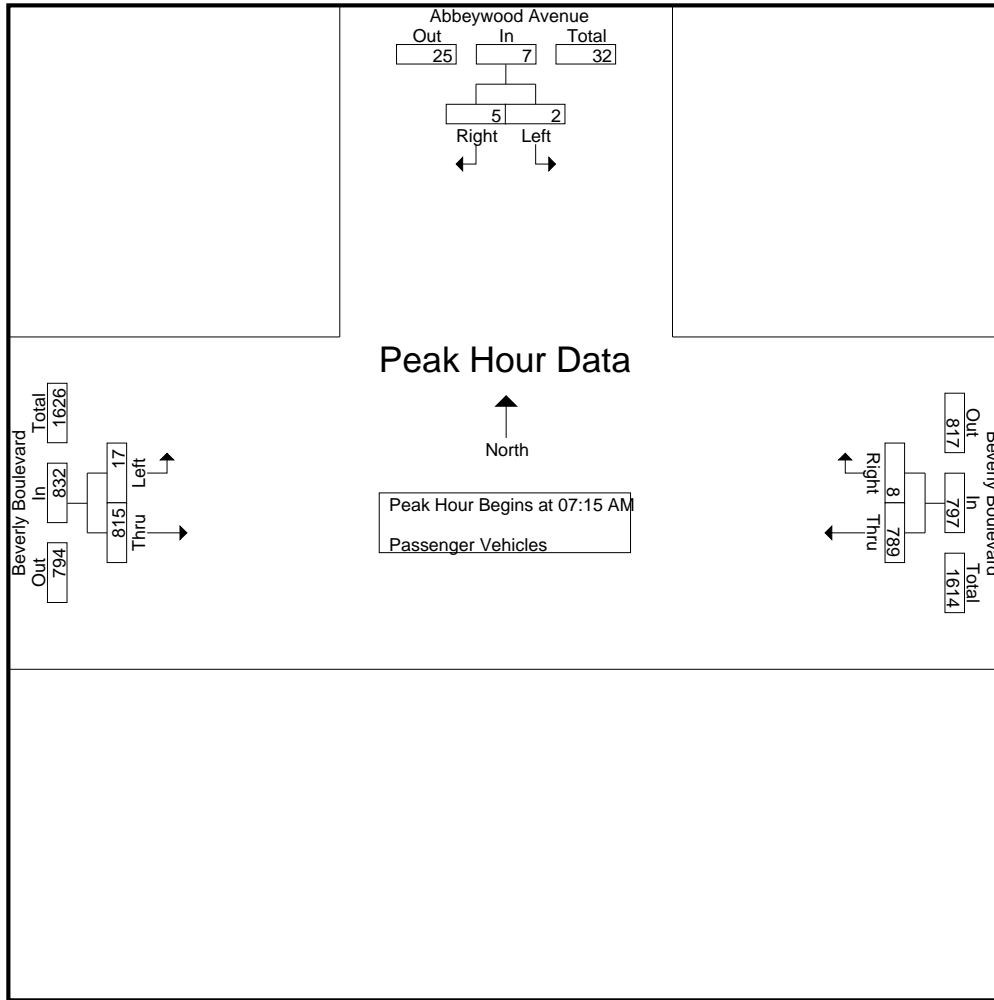 Abbeywood Avenue
Out In Total
25 7 32
5 2
Right Left
Peak Hour Data
North
Peak Hour Begins at 07:15 AM
Passenger Vehicles
Beverly Boulevard
Out In Total
794 832 1626
815 17
Thru Left
Beverly Boulevard
Out In Total
817 797 1614
8 789
Right Thru